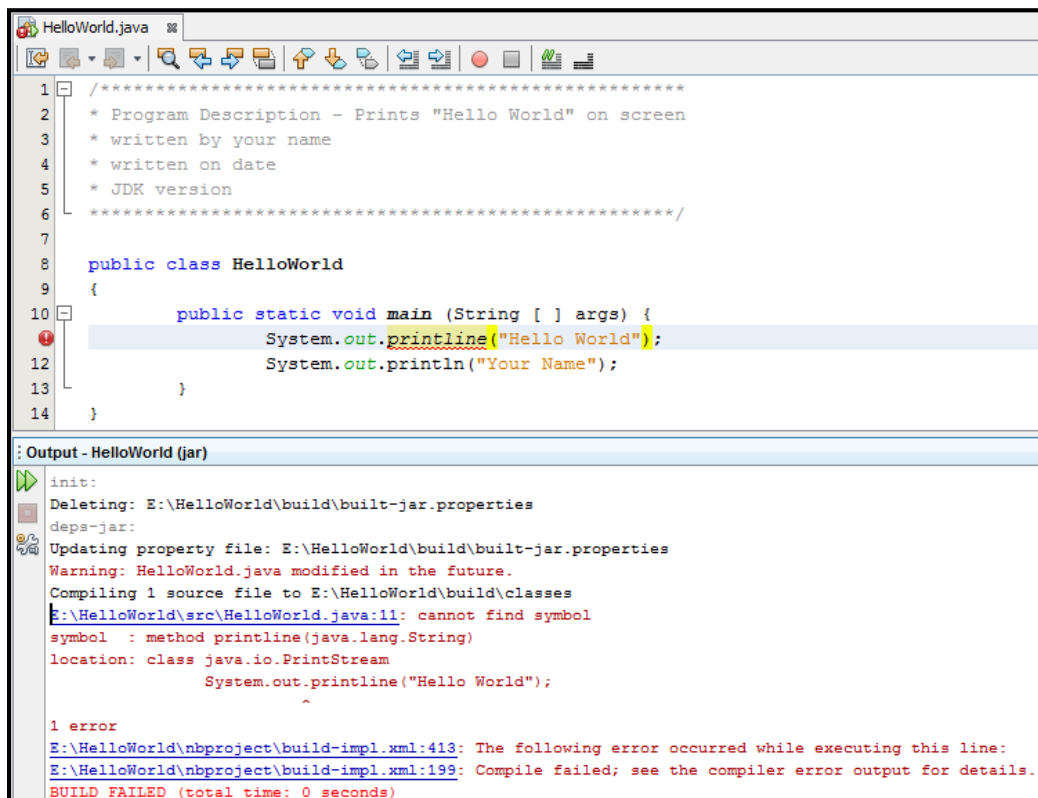 HelloWorld.java
1 /*****************************************************
2 * Program Description - Prints "Hello World" on screen
3 * written by your name
4 * written on date
5 * JDK version
6 *****************************************************/
7
8 public class HelloWorld
9 {
10 public static void main (String [ ] args) {
System.out.printline("Hello World");
12 System.out.println("Your Name");
13 }
14 }
Output - HelloWorld (jar)
init:
Deleting: E:\HelloWorld\build\built-jar.properties
deps-jar:
Updating property file: E:\HelloWorld\build\built-jar.properties
Warning: HelloWorld.java modified in the future.
Compiling 1 source file to E:\HelloWorld\build\classes
E:\HelloWorld\src\HelloWorld.java:11: cannot find symbol
symbol  : method printline(java.lang.String)
location: class java.io.PrintStream
System.out.printline("Hello World");
^
1 error
E:\HelloWorld\nbproject\build-impl.xml:413: The following error occurred while executing this line:
E:\HelloWorld\nbproject\build-impl.xml:199: Compile failed; see the compiler error output for details.
BUILD FAILED (total time: 0 seconds)